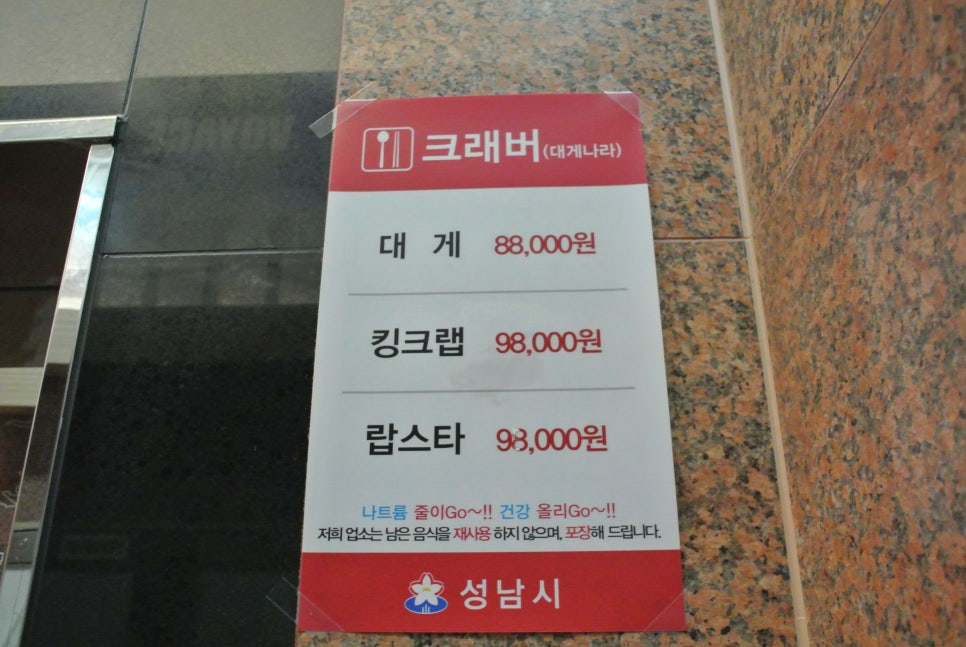 크래버(대게나라)
대 게 88,000원
킹크랩 98,000원
랍스타 98,000원
나트륨 줄이Go~!! 건강 올리Go~!!
저희 업소는 남은 음식을 재사용 하지 않으며, 포장해 드립니다.
성남시